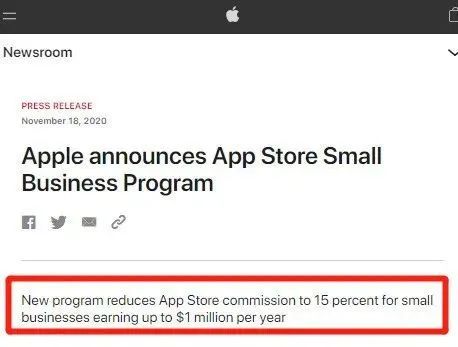 Newsroom
PRESS RELEASE
November 18, 2020
Apple announces App Store Small
Business Program
New program reduces App Store commission to 15 percent for small
businesses earning up to $1 million per year